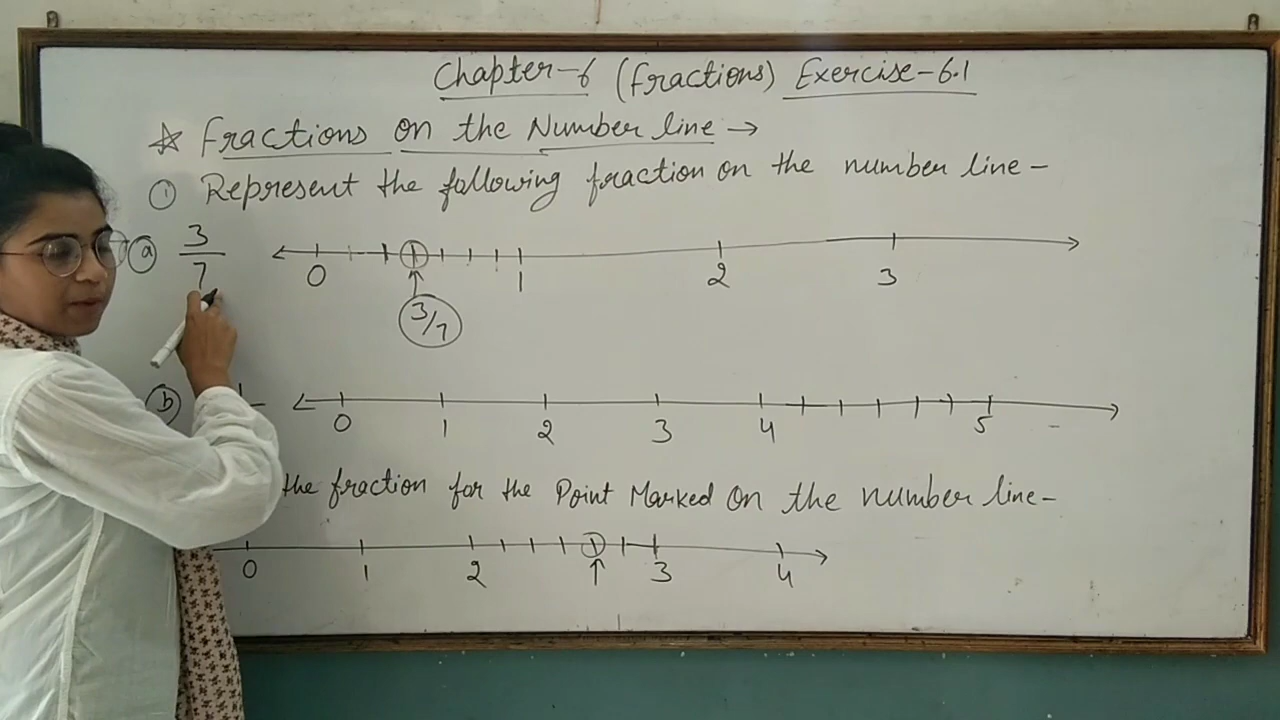 Chapter-6 (fractions) Exercise-6.1
☆ Fractions on the Number line →
① Represent the following fraction on the number line -
ⓐ 3/7
0 1 2 3
3/7
ⓑ
0 1 2 3 4 5
the fraction for the Point Marked On the number line-
0 1 2 3 4